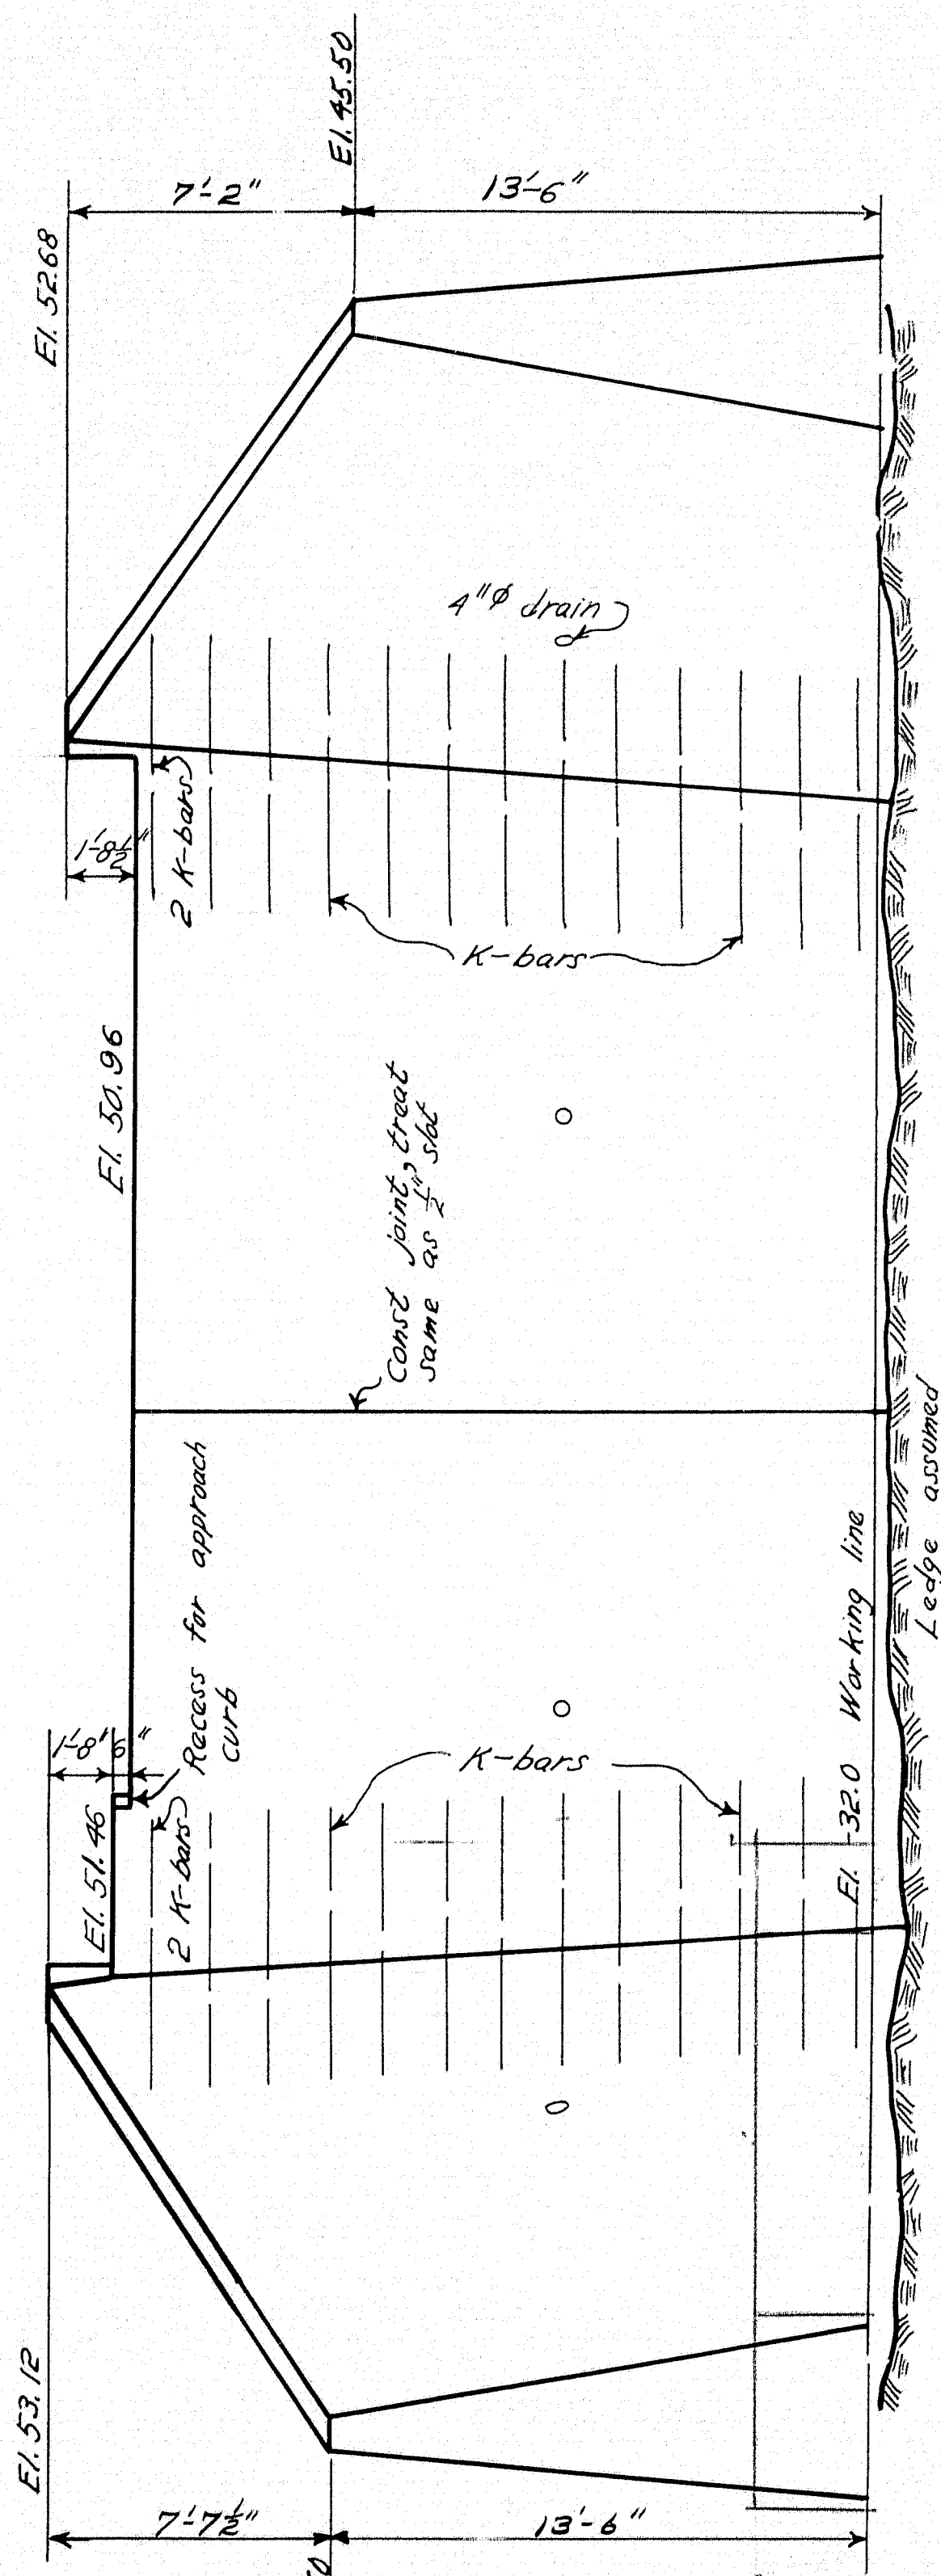 El. 53.12
7'-7½"
13'-6"
1'-8"
6"
El. 51.46
2 K-bars
Recess for approach
curb
K-bars
El. 32.0 Working line
Ledge assumed
Const joint, treat
same as ½" slot
El. 50.96
1'-8½"
2 K-bars
K-bars
4"ϕ drain
El. 52.68
7'-2"
El. 45.50
13'-6"